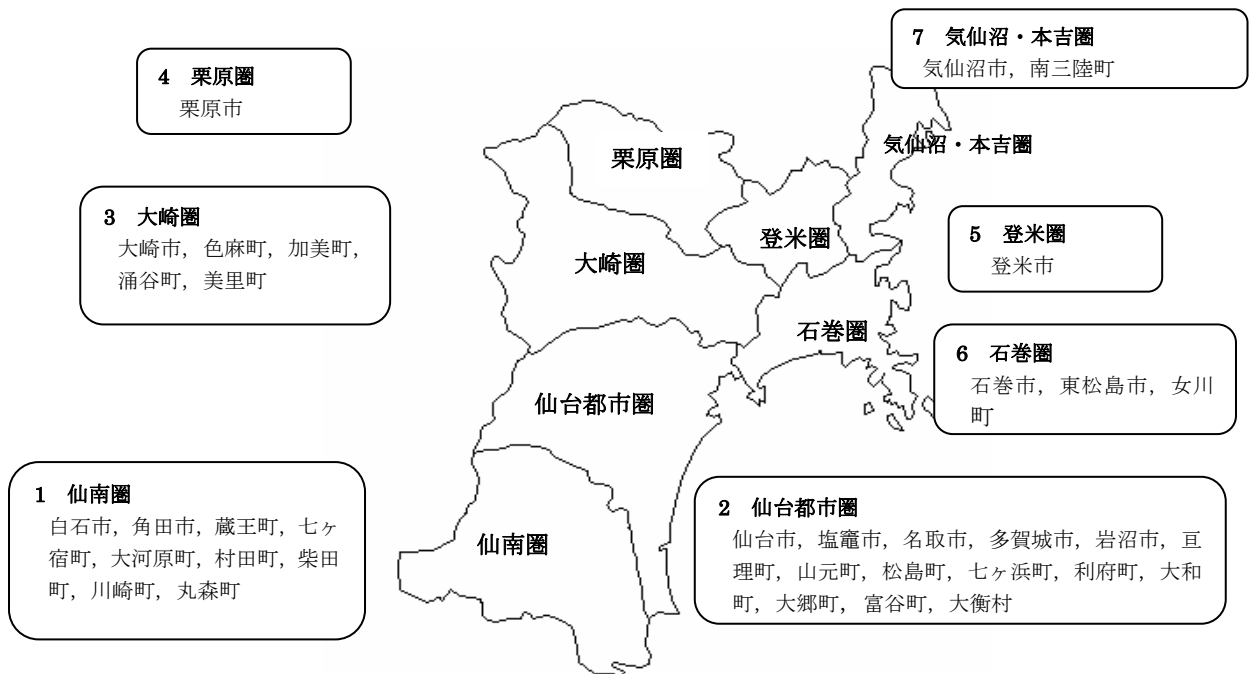 7 気仙沼・本吉圏
気仙沼市，南三陸町
4 栗原圏
栗原市
気仙沼・本吉圏
栗原圏
3 大崎圏
大崎市，色麻町，加美町，
涌谷町，美里町
5 登米圏
登米市
登米圏
大崎圏
石巻圏
6 石巻圏
石巻市，東松島市，女川
町
仙台都市圏
1 仙南圏
白石市，角田市，蔵王町，七ヶ
宿町，大河原町，村田町，柴田
町，川崎町，丸森町
仙南圏
2 仙台都市圏
仙台市，塩竈市，名取市，多賀城市，岩沼市，亘
理町，山元町，松島町，七ヶ浜町，利府町，大和
町，大郷町，富谷町，大衡村